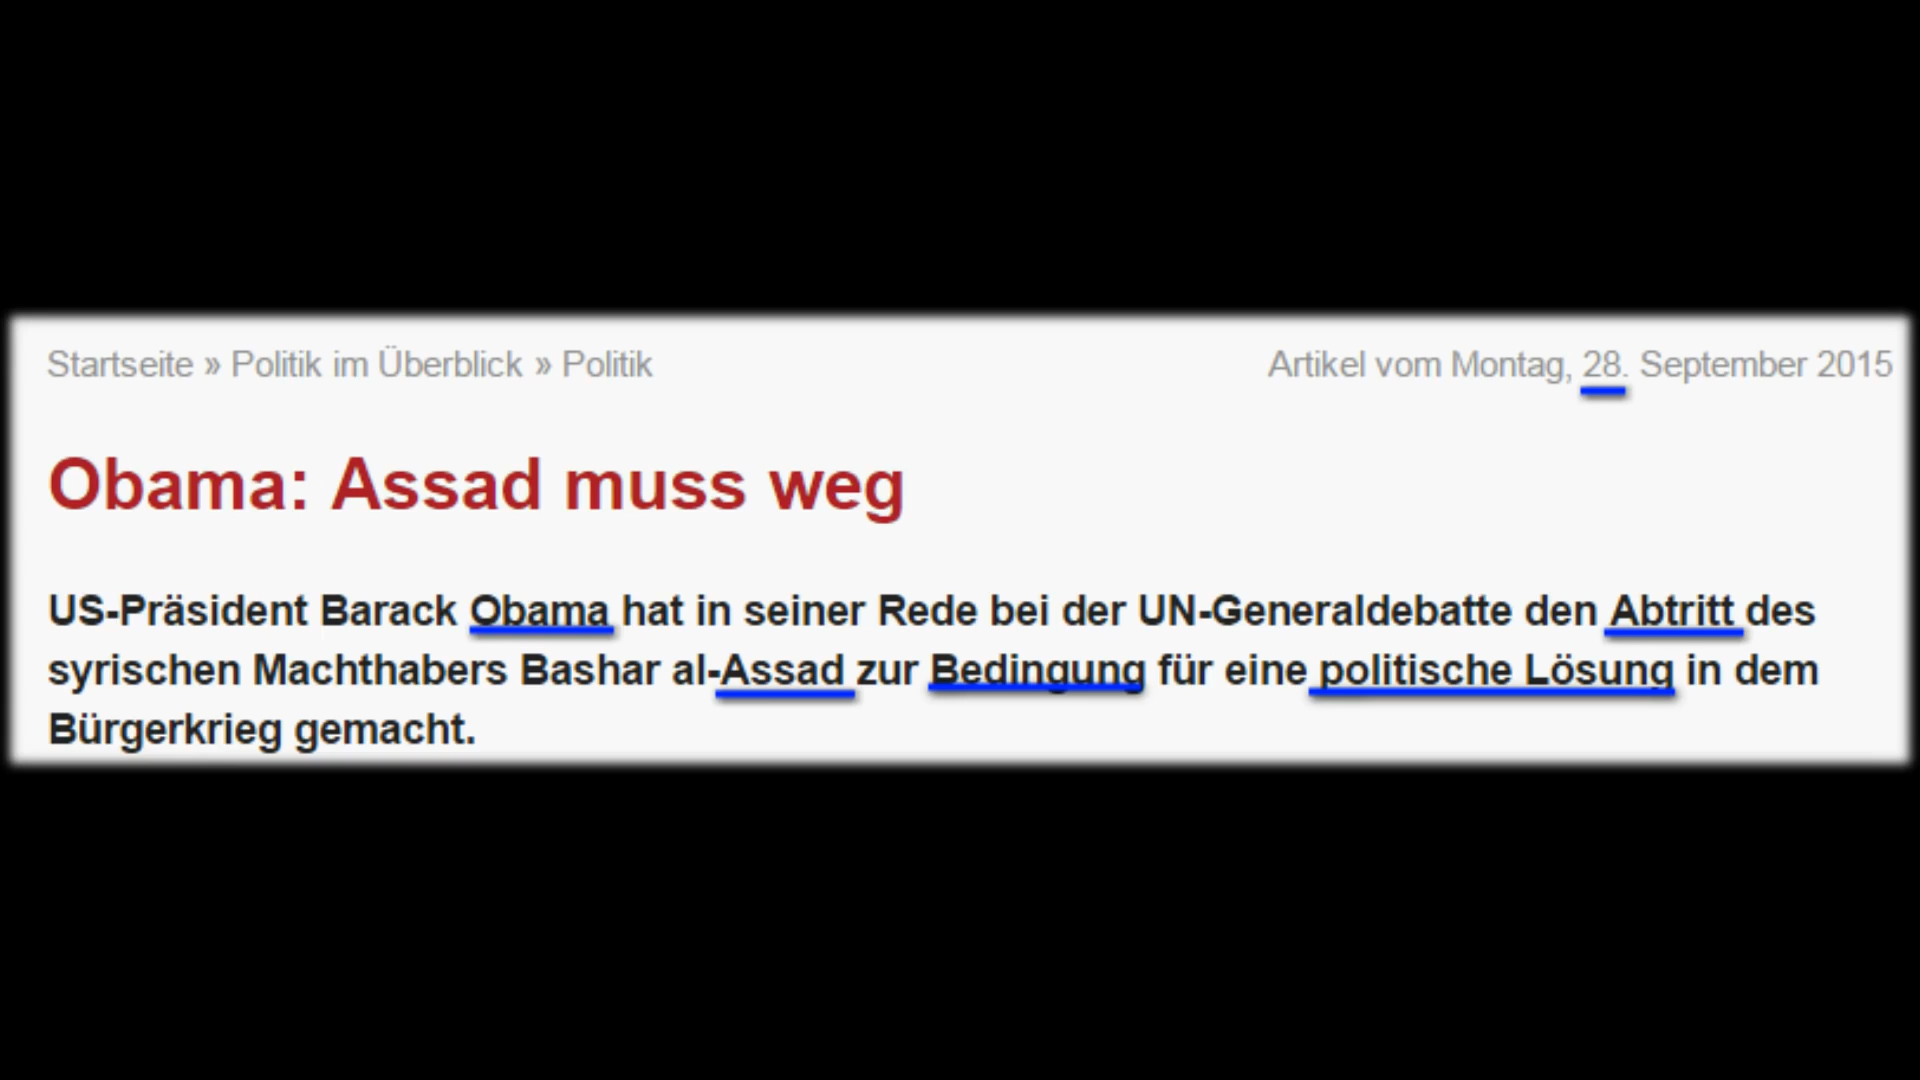 Startseite » Politik im Überblick » Politik
Artikel vom Montag, 28. September 2015
Obama: Assad muss weg
US-Präsident Barack Obama hat in seiner Rede bei der UN-Generaldebatte den Abtritt des
syrischen Machthabers Bashar al-Assad zur Bedingung für eine politische Lösung in dem
Bürgerkrieg gemacht.